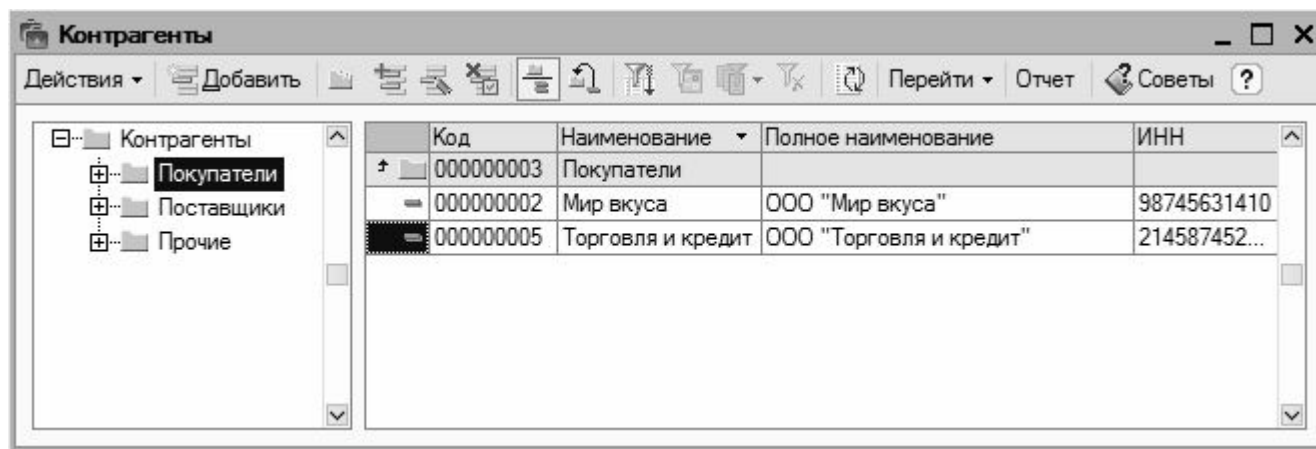 Контрагенты
Действия Добавить Перейти Отчет Советы ?
Контрагенты
Покупатели
Поставщики
Прочие
Код Наименование Полное наименование ИНН
000000003 Покупатели
000000002 Мир вкуса ООО "Мир вкуса" 98745631410
000000005 Торговля и кредит ООО "Торговля и кредит" 214587452...